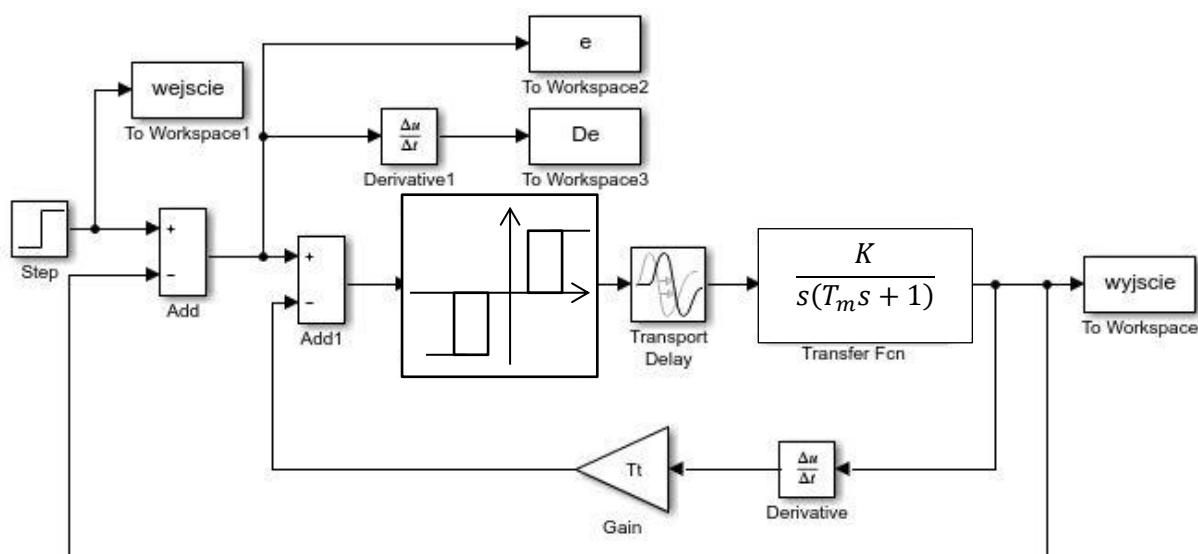 e
To Workspace2
wejscie
To Workspace1
Δu
Δt
Derivative1
De
To Workspace3
Step
+
−
Add
+
−
Add1
Transport
Delay
K
s(Tₘs + 1)
Transfer Fcn
wyjscie
To Workspace
Tt
Gain
Δu
Δt
Derivative